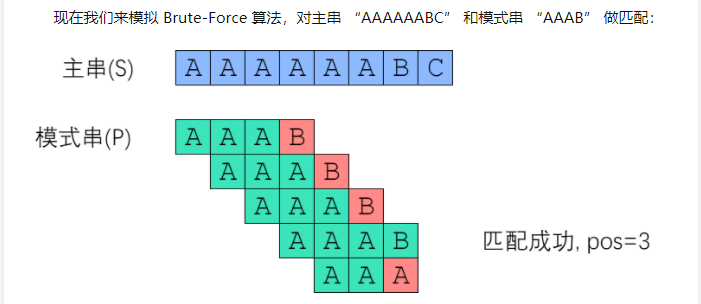 现在我们来模拟 Brute-Force 算法，对主串 “AAAAAABC” 和模式串 “AAAB” 做匹配：
主串(S) A A A A A A B C
模式串(P) A A A B
A A A B
A A A B
A A A B 匹配成功, pos=3
A A A